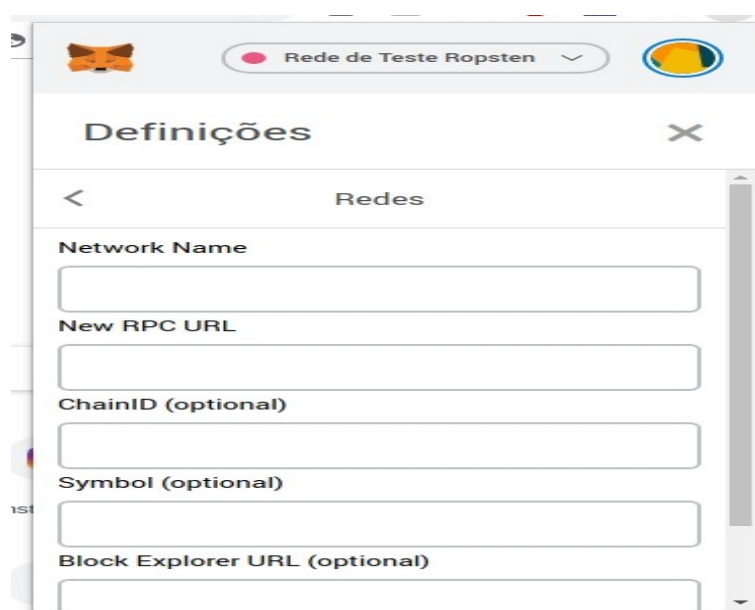 Rede de Teste Ropsten
Definições
Redes
Network Name
New RPC URL
ChainID (optional)
Symbol (optional)
Block Explorer URL (optional)